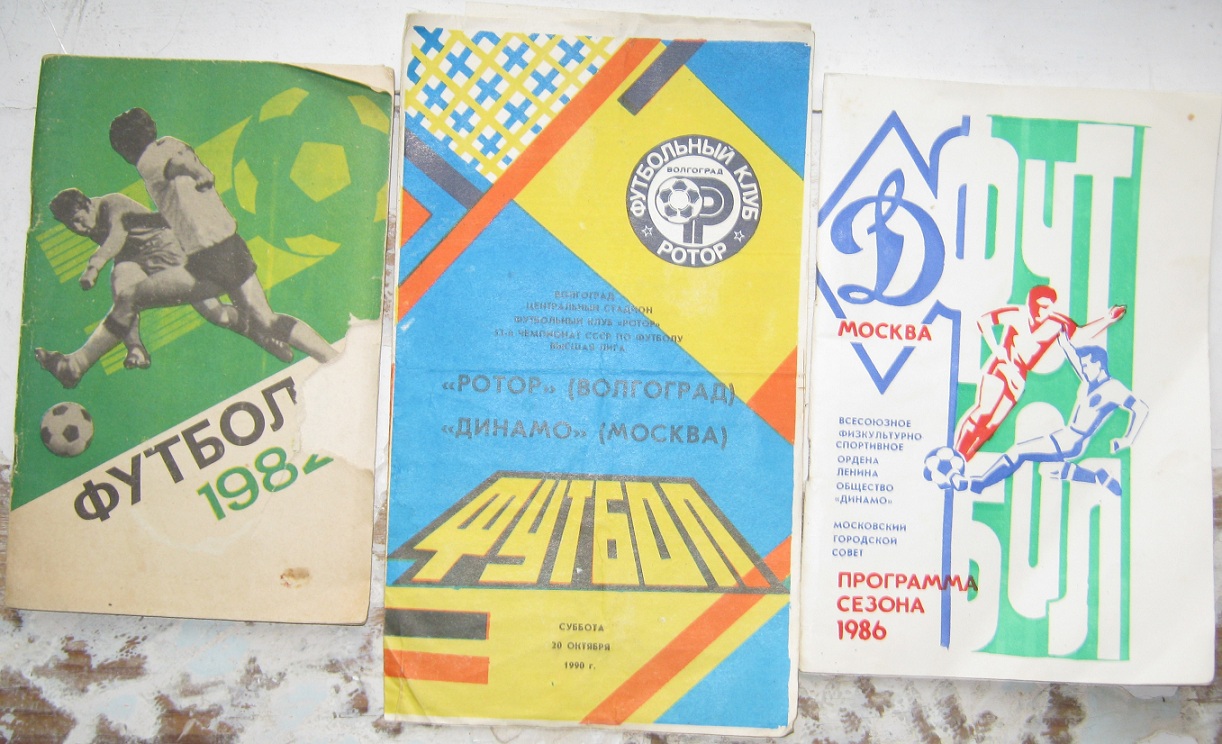 ФУТБОЛ
1982
ФУТБОЛЬНЫЙ КЛУБ
ВОЛГОГРАД
РОТОР
ВОЛГОГРАД
ЦЕНТРАЛЬНЫЙ СТАДИОН
ФУТБОЛЬНЫЙ КЛУБ «РОТОР»
53-й ЧЕМПИОНАТ СССР ПО ФУТБОЛУ
ВЫСШАЯ ЛИГА
«РОТОР» (ВОЛГОГРАД)
«ДИНАМО» (МОСКВА)
ФУТБОЛ
СУББОТА
20 ОКТЯБРЯ
1990 г.
Д
МОСКВА
ФУТ
БОЛ
ВСЕСОЮЗНОЕ
ФИЗКУЛЬТУРНО
СПОРТИВНОЕ
ОРДЕНА
ЛЕНИНА
ОБЩЕСТВО
«ДИНАМО»
МОСКОВСКИЙ
ГОРОДСКОЙ
СОВЕТ
ПРОГРАММА
СЕЗОНА
1986